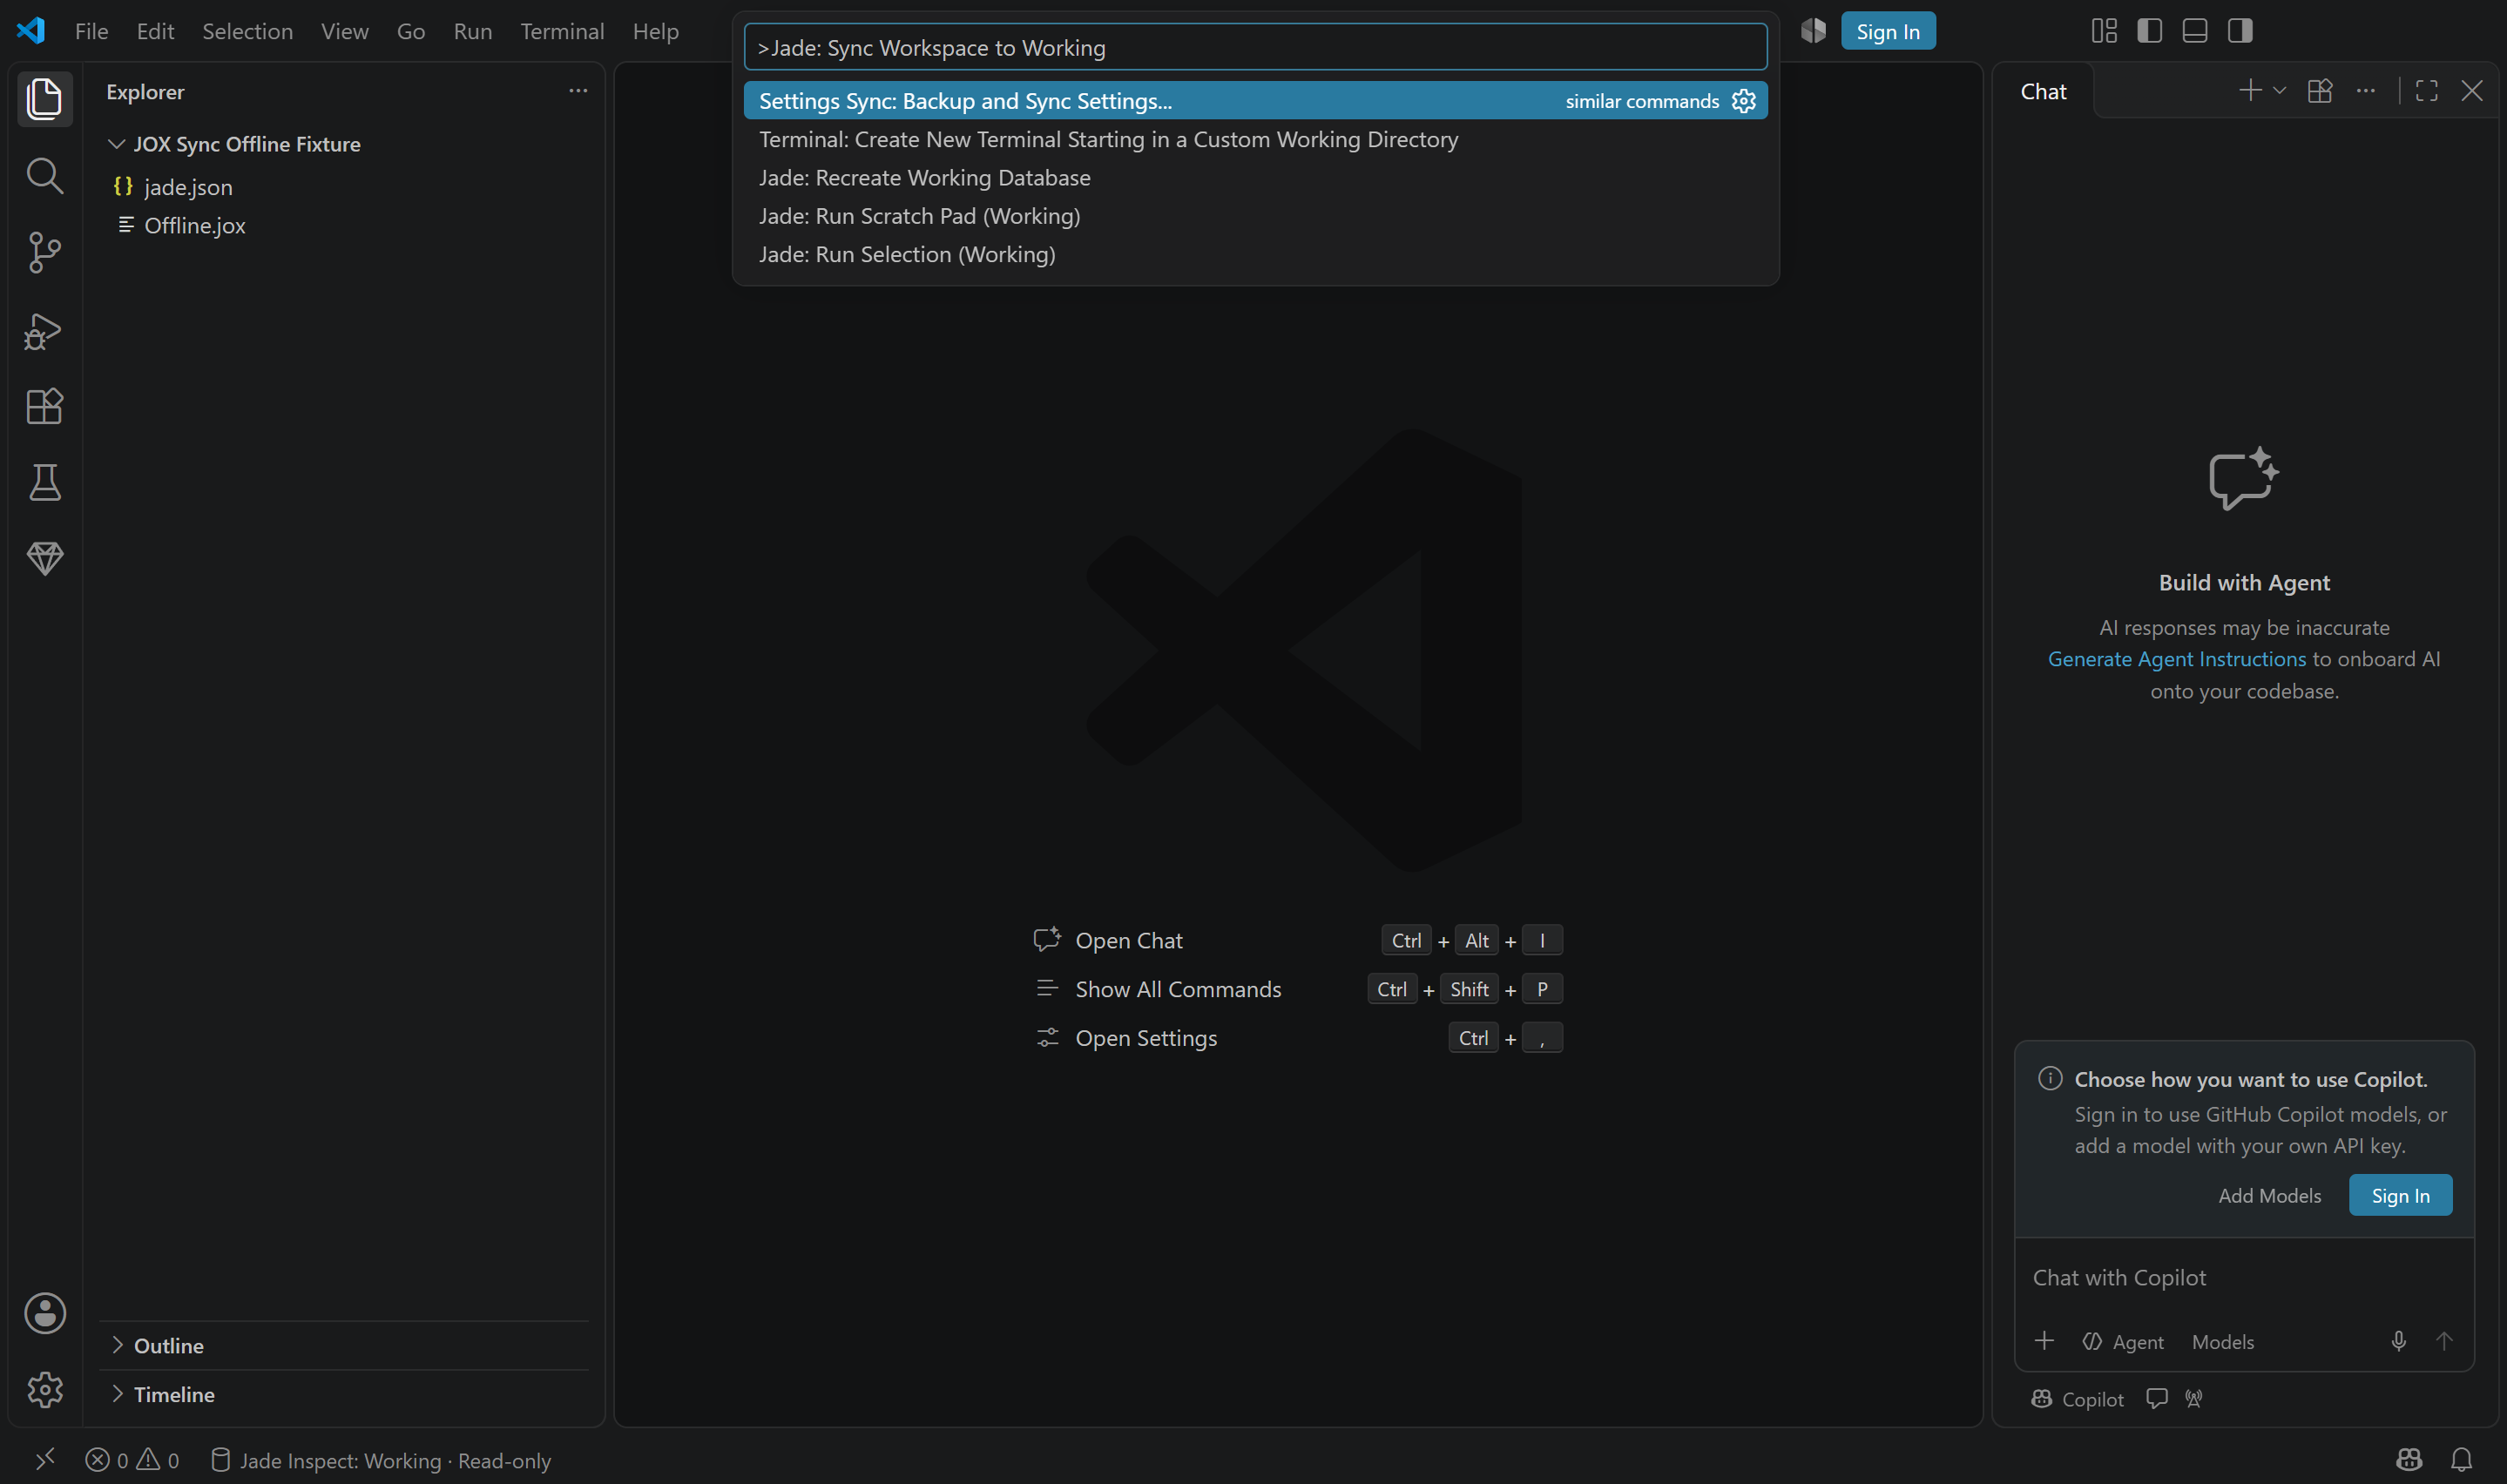 File Edit Selection View Go Run Terminal Help
>Jade: Sync Workspace to Working
Sign In
Settings Sync: Backup and Sync Settings... similar commands
Terminal: Create New Terminal Starting in a Custom Working Directory
Jade: Recreate Working Database
Jade: Run Scratch Pad (Working)
Jade: Run Selection (Working)
Explorer
JOX Sync Offline Fixture
{} jade.json
Offline.jox
Outline
Timeline
Open Chat Ctrl + Alt + I
Show All Commands Ctrl + Shift + P
Open Settings Ctrl + ,
Chat
Build with Agent
AI responses may be inaccurate
Generate Agent Instructions to onboard AI
onto your codebase.
Choose how you want to use Copilot.
Sign in to use GitHub Copilot models, or
add a model with your own API key.
Add Models Sign In
Chat with Copilot
Agent Models
Copilot
0 0 Jade Inspect: Working · Read-only